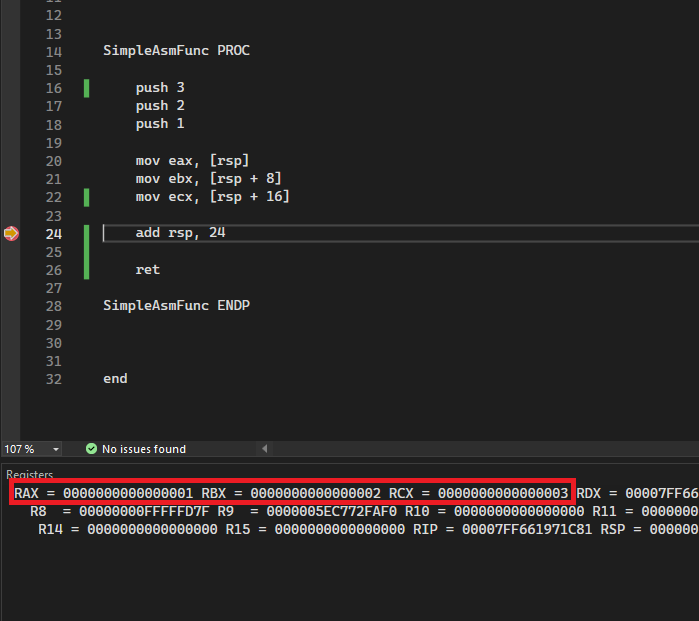 12
13
14 SimpleAsmFunc PROC
15
16 push 3
17 push 2
18 push 1
19
20 mov eax, [rsp]
21 mov ebx, [rsp + 8]
22 mov ecx, [rsp + 16]
23
24 add rsp, 24
25
26 ret
27
28 SimpleAsmFunc ENDP
29
30
31
32 end
107 % No issues found
Registers
RAX = 0000000000000001 RBX = 0000000000000002 RCX = 0000000000000003 RDX = 00007FF66
R8 = 00000000FFFFFD7F R9 = 0000005EC772FAF0 R10 = 0000000000000000 R11 = 0000000
R14 = 0000000000000000 R15 = 0000000000000000 RIP = 00007FF661971C81 RSP = 000000